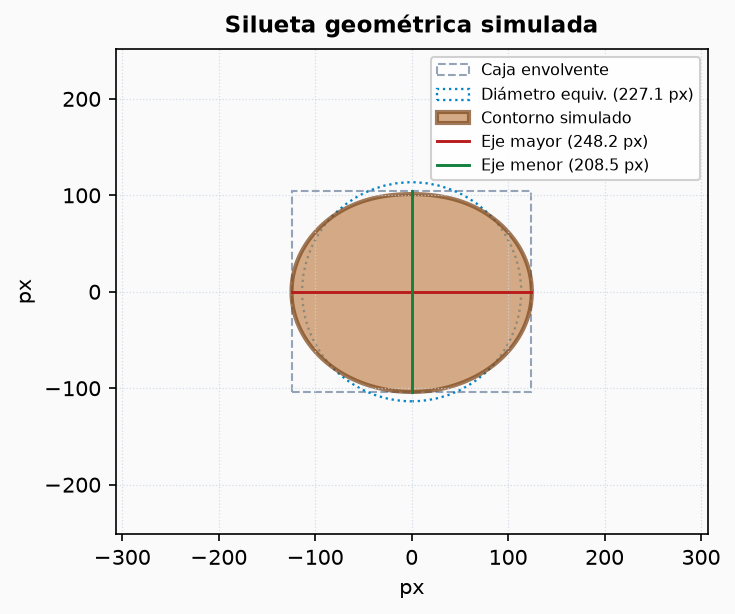 Silueta geométrica simulada
Caja envolvente
Diámetro equiv. (227.1 px)
Contorno simulado
Eje mayor (248.2 px)
Eje menor (208.5 px)
px
200
100
0
−100
−200
−300
−200
−100
0
100
200
300
px